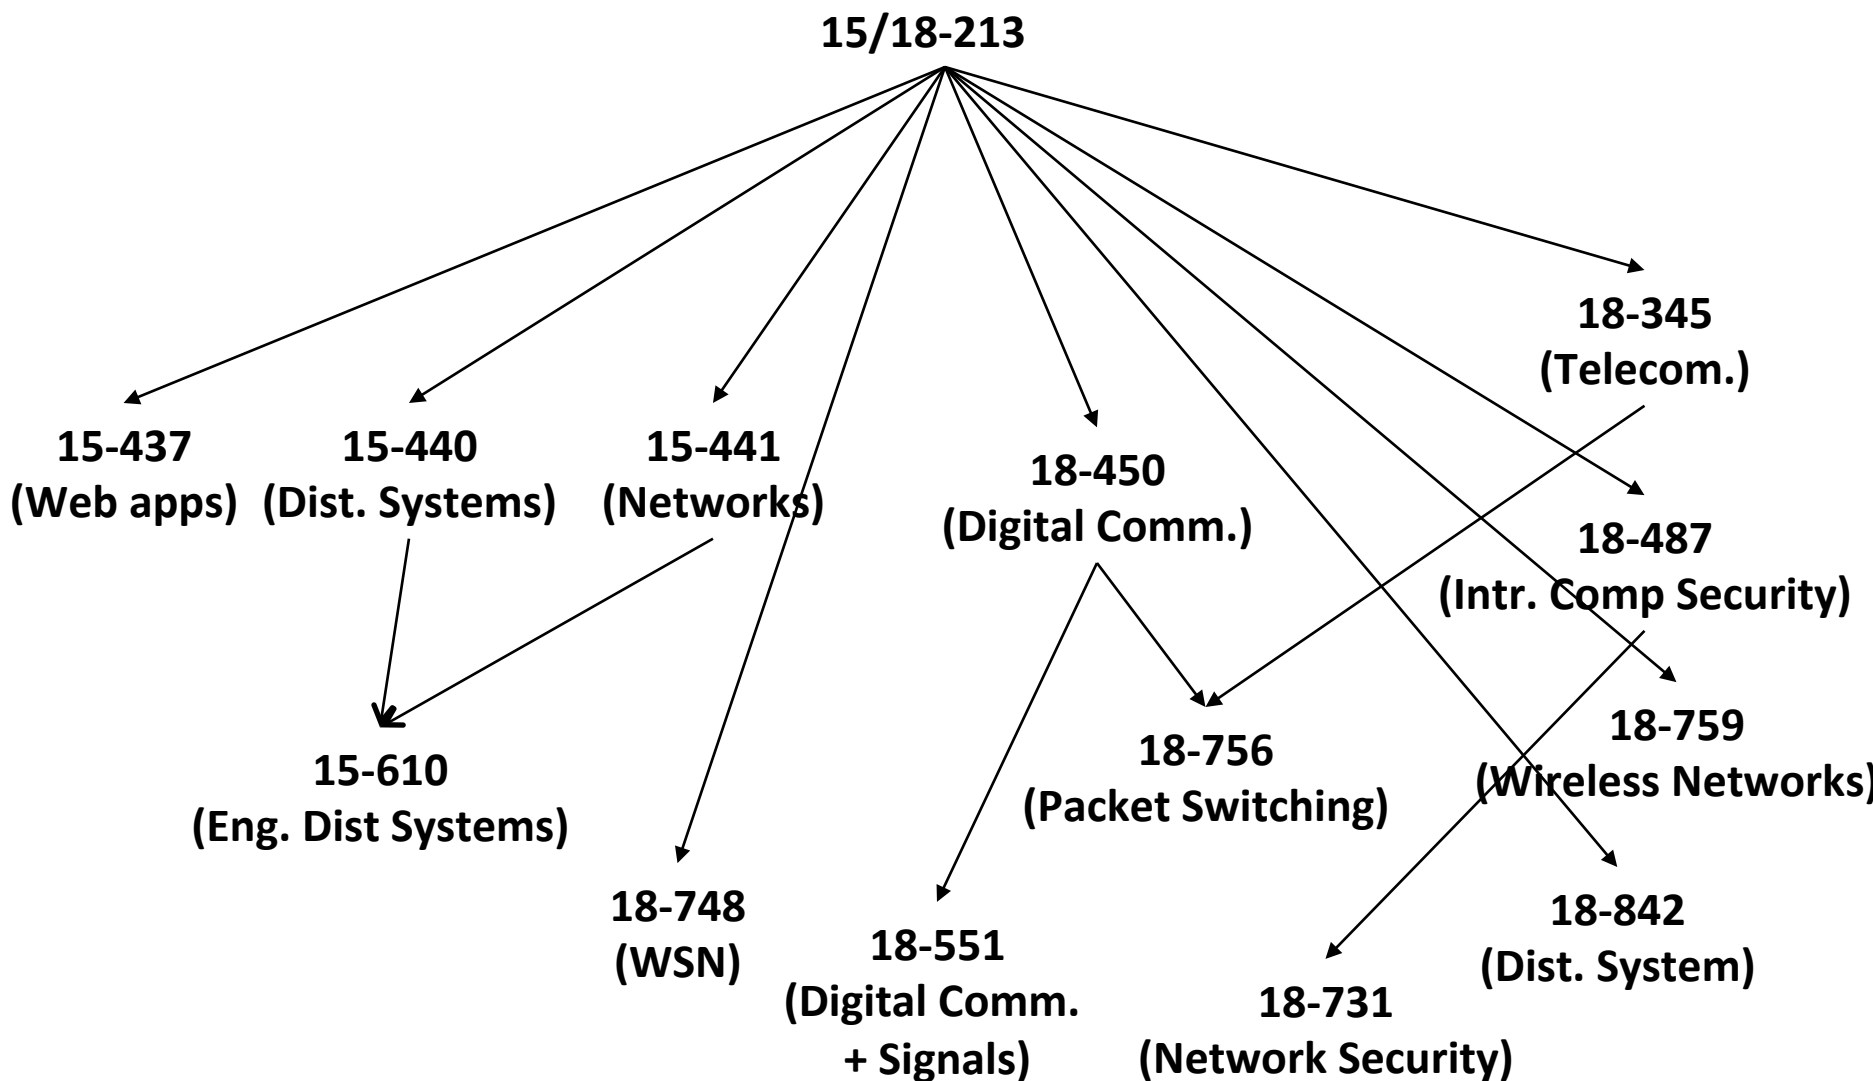 15/18-213
18-345
(Telecom.)
15-437
(Web apps)
15-440
(Dist. Systems)
15-441
(Networks)
18-450
(Digital Comm.)
18-487
(Intr. Comp Security)
18-759
(Wireless Networks)
18-756
(Packet Switching)
15-610
(Eng. Dist Systems)
18-748
(WSN)
18-551
(Digital Comm.
+ Signals)
18-842
(Dist. System)
18-731
(Network Security)